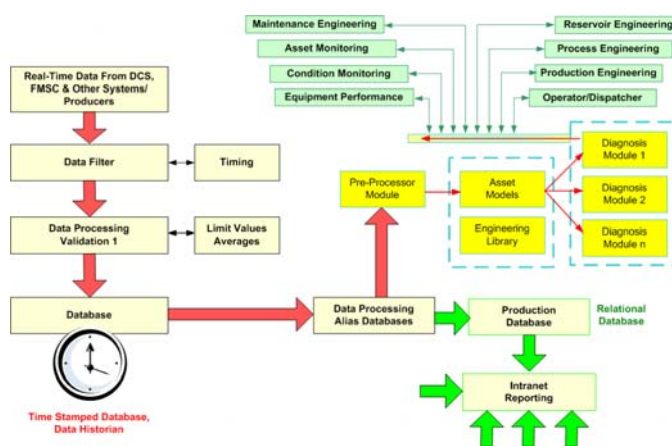 Maintenance Engineering
Reservoir Engineering
Asset Monitoring
Process Engineering
Condition Monitoring
Production Engineering
Equipment Performance
Operator/Dispatcher
Real-Time Data From DCS,
FMSC & Other Systems/
Producers
Data Filter
Timing
Data Processing
Validation 1
Limit Values
Averages
Database
Time Stamped Database,
Data Historian
Data Processing
Alias Databases
Pre-Processor
Module
Asset
Models
Engineering
Library
Diagnosis
Module 1
Diagnosis
Module 2
Diagnosis
Module n
Production
Database
Relational
Database
Intranet
Reporting